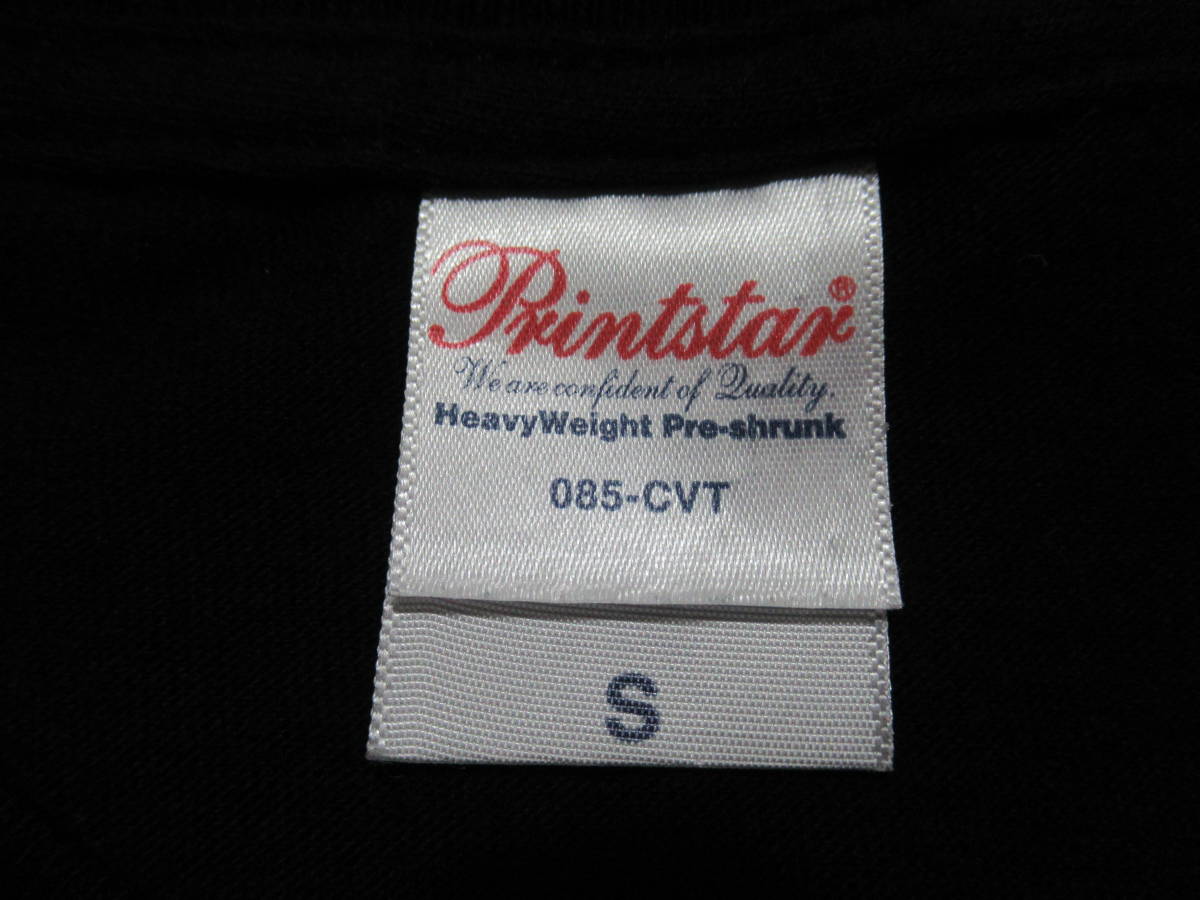 Printstar®
We are confident of Quality.
HeavyWeight Pre-shrunk
085-CVT
S